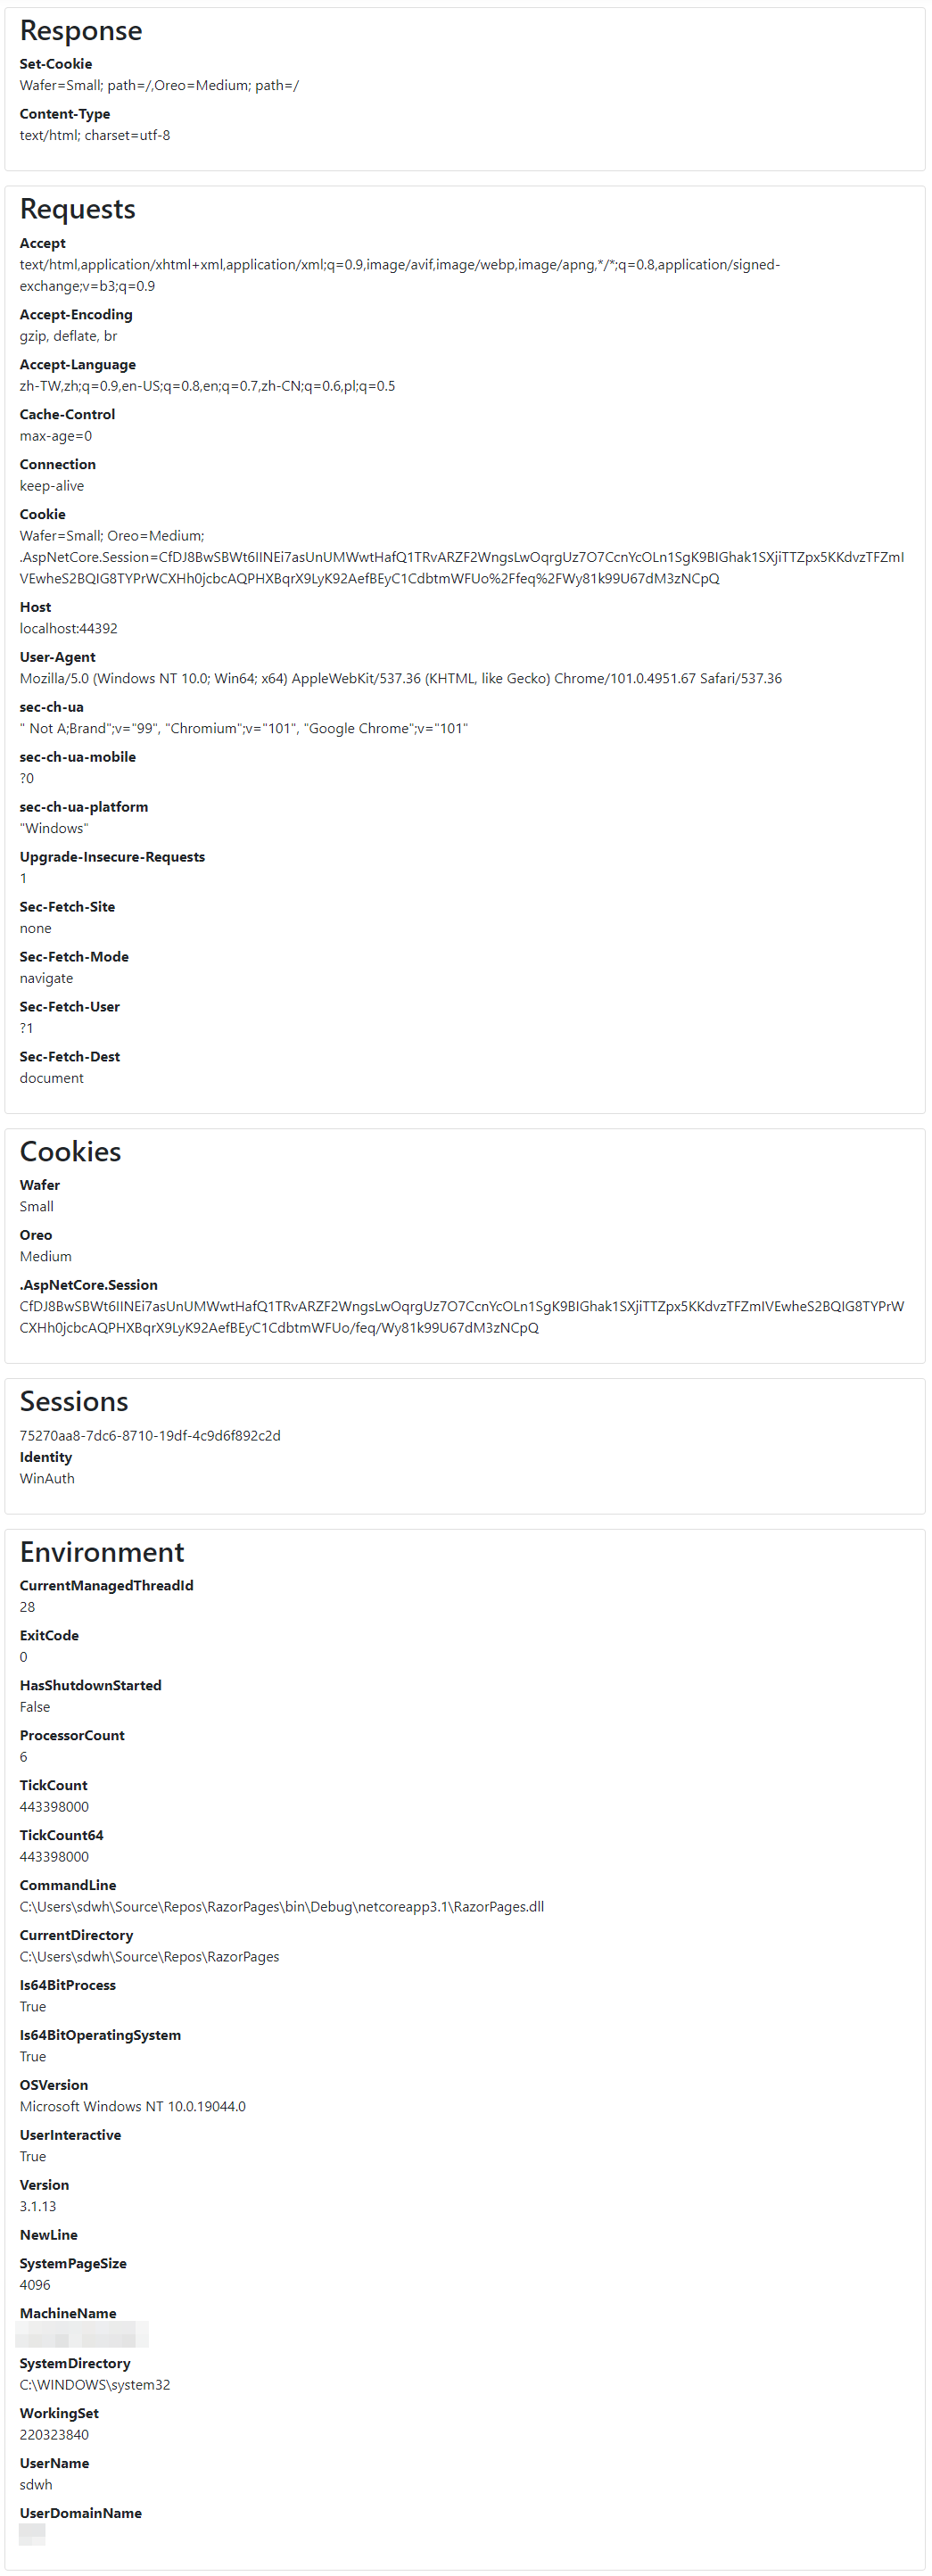 Response
Set-Cookie
Wafer=Small; path=/,Oreo=Medium; path=/
Content-Type
text/html; charset=utf-8
Requests
Accept
text/html,application/xhtml+xml,application/xml;q=0.9,image/avif,image/webp,image/apng,*/*;q=0.8,application/signed-
exchange;v=b3;q=0.9
Accept-Encoding
gzip, deflate, br
Accept-Language
zh-TW,zh;q=0.9,en-US;q=0.8,en;q=0.7,zh-CN;q=0.6,pl;q=0.5
Cache-Control
max-age=0
Connection
keep-alive
Cookie
Wafer=Small; Oreo=Medium;
.AspNetCore.Session=CfDJ8BwSBWt6IINEi7asUnUMWwtHafQ1TRvARZF2WngsLwOqrgUz7O7CcnYcOLn1SgK9BIGhak1SXjiTTZpx5KKdvzTFZmI
VEwheS2BQIG8TYPrWCXHh0jcbcAQPHXBqrX9LyK92AefBEyC1CdbtmWFUo%2Ffeq%2FWy81k99U67dM3zNCpQ
Host
localhost:44392
User-Agent
Mozilla/5.0 (Windows NT 10.0; Win64; x64) AppleWebKit/537.36 (KHTML, like Gecko) Chrome/101.0.4951.67 Safari/537.36
sec-ch-ua
" Not A;Brand";v="99", "Chromium";v="101", "Google Chrome";v="101"
sec-ch-ua-mobile
?0
sec-ch-ua-platform
"Windows"
Upgrade-Insecure-Requests
1
Sec-Fetch-Site
none
Sec-Fetch-Mode
navigate
Sec-Fetch-User
?1
Sec-Fetch-Dest
document
Cookies
Wafer
Small
Oreo
Medium
.AspNetCore.Session
CfDJ8BwSBWt6IINEi7asUnUMWwtHafQ1TRvARZF2WngsLwOqrgUz7O7CcnYcOLn1SgK9BIGhak1SXjiTTZpx5KKdvzTFZmIVEwheS2BQIG8TYPrW
CXHh0jcbcAQPHXBqrX9LyK92AefBEyC1CdbtmWFUo/feq/Wy81k99U67dM3zNCpQ
Sessions
75270aa8-7dc6-8710-19df-4c9d6f892c2d
Identity
WinAuth
Environment
CurrentManagedThreadId
28
ExitCode
0
HasShutdownStarted
False
ProcessorCount
6
TickCount
443398000
TickCount64
443398000
CommandLine
C:\Users\sdwh\Source\Repos\RazorPages\bin\Debug\netcoreapp3.1\RazorPages.dll
CurrentDirectory
C:\Users\sdwh\Source\Repos\RazorPages
Is64BitProcess
True
Is64BitOperatingSystem
True
OSVersion
Microsoft Windows NT 10.0.19044.0
UserInteractive
True
Version
3.1.13
NewLine
SystemPageSize
4096
MachineName
SystemDirectory
C:\WINDOWS\system32
WorkingSet
220323840
UserName
sdwh
UserDomainName